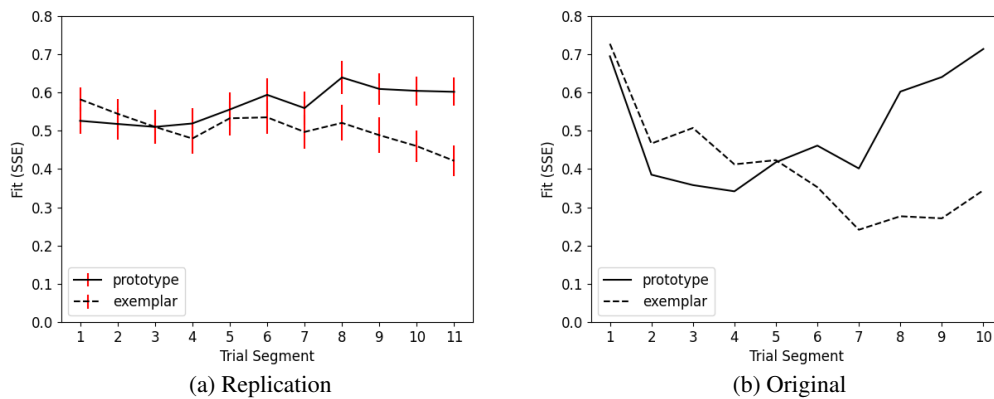 0.8
0.7
0.6
0.5
0.4
0.3
0.2
0.1
0.0
Fit (SSE)
prototype
exemplar
1 2 3 4 5 6 7 8 9 10 11
Trial Segment
(a) Replication
0.8
0.7
0.6
0.5
0.4
0.3
0.2
0.1
0.0
Fit (SSE)
prototype
exemplar
1 2 3 4 5 6 7 8 9 10
Trial Segment
(b) Original